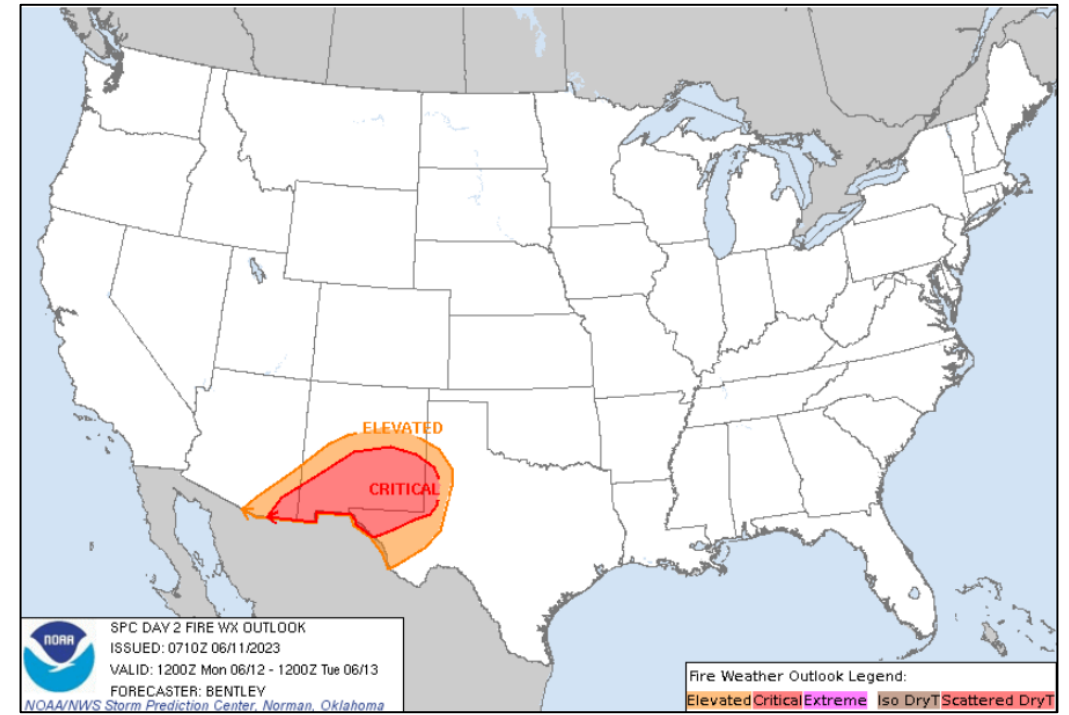 ELEVATED
CRITICAL
NOAA
SPC DAY 2 FIRE WX OUTLOOK
ISSUED: 0710Z 06/11/2023
VALID: 1200Z Mon 06/12 - 1200Z Tue 06/13
FORECASTER: BENTLEY
NOAA/NWS Storm Prediction Center, Norman, Oklahoma
Fire Weather Outlook Legend:
Elevated Critical Extreme Iso DryT Scattered DryT